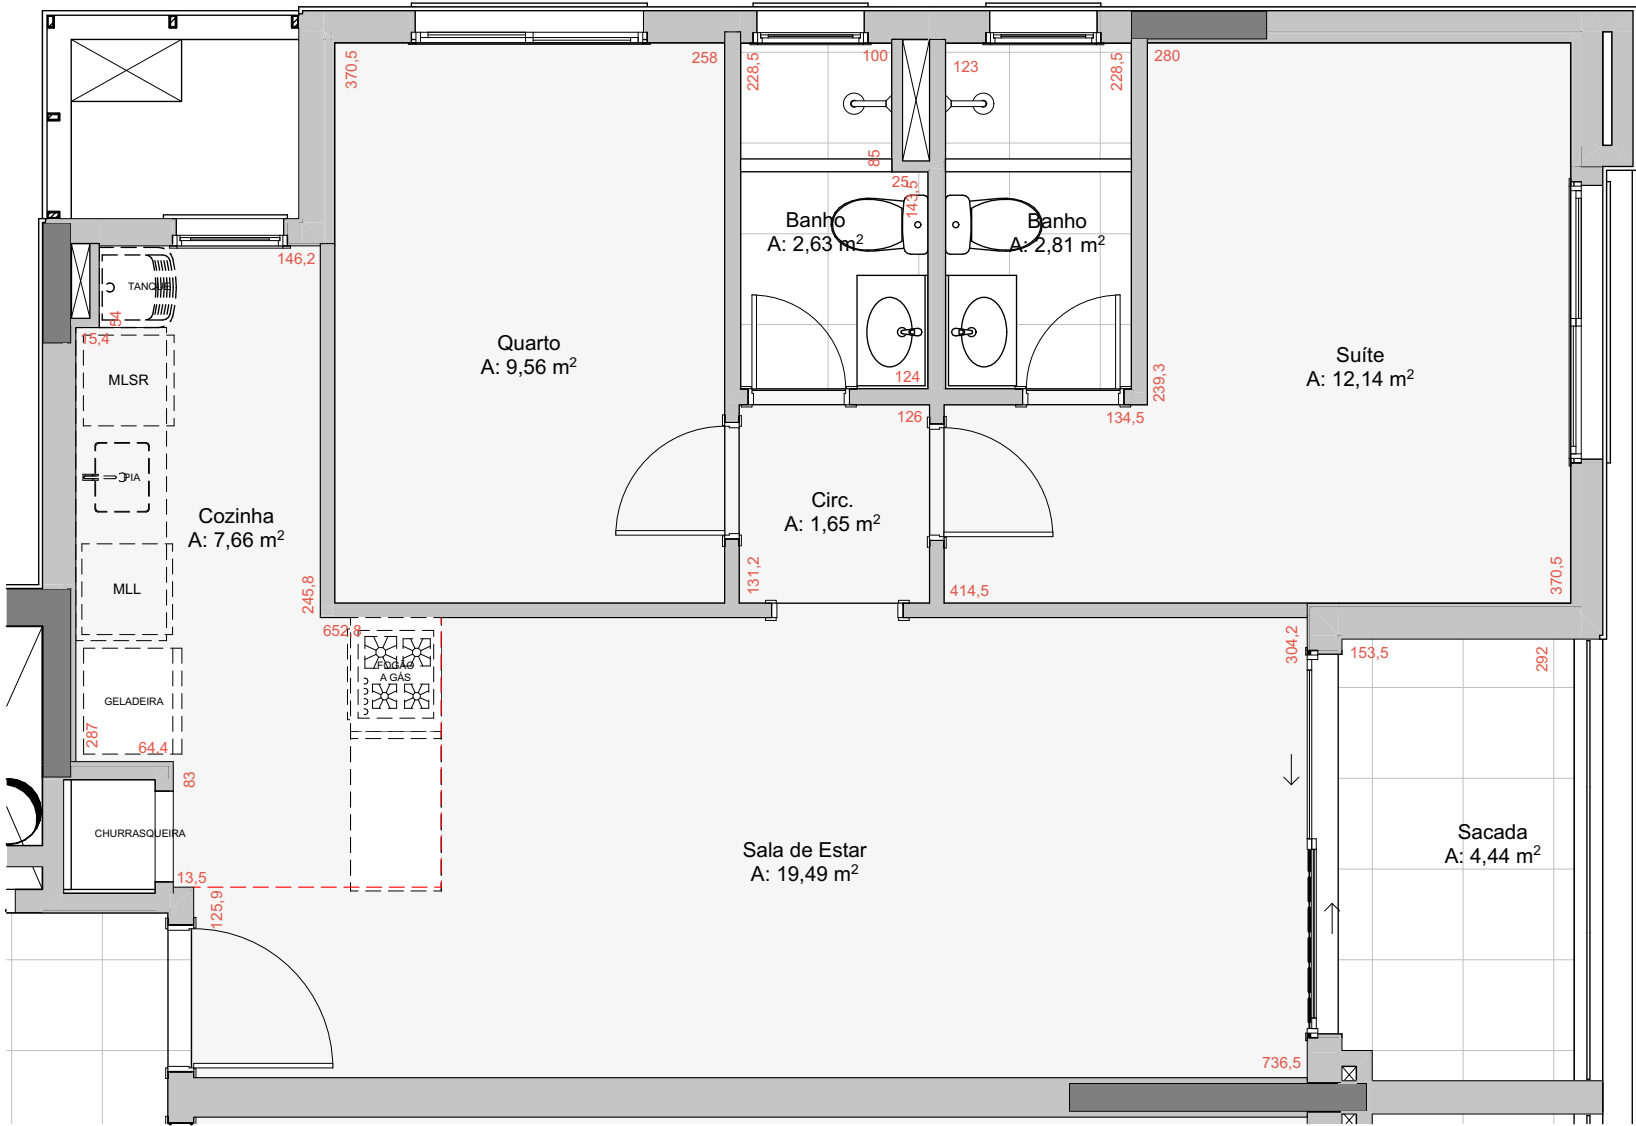 370,5
258
228,5
100
123
228,5
280
85
25
143,5
Banho
A: 2,63 m²
Banho
A: 2,81 m²
146,2
TANQUE
54
15,4
MLSR
Quarto
A: 9,56 m²
Suíte
A: 12,14 m²
124
239,3
126
134,5
PIA
Cozinha
A: 7,66 m²
Circ.
A: 1,65 m²
MLL
245,8
131,2
414,5
370,5
652,8
304,2
153,5
292
FOGÃO
A GÁS
GELADEIRA
287
64,4
83
CHURRASQUEIRA
Sala de Estar
A: 19,49 m²
Sacada
A: 4,44 m²
13,5
125,9
736,5